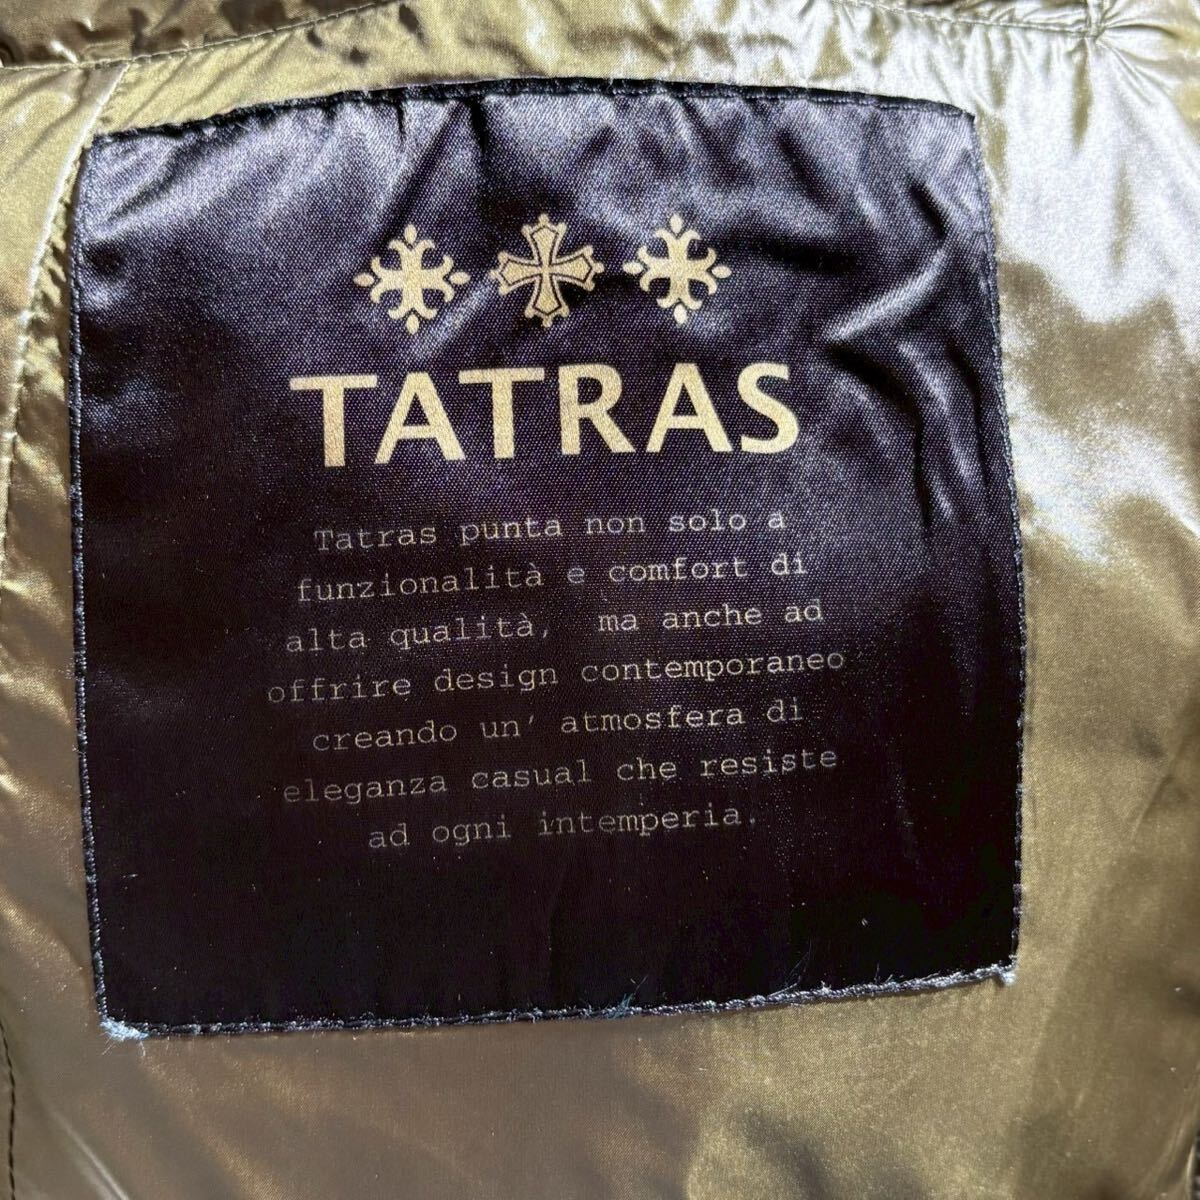 TATRAS
Tatras punta non solo a
funzionalità e comfort di
alta qualità, ma anche ad
offrire design contemporaneo
creando un' atmosfera di
eleganza casual che resiste
ad ogni intemperia.